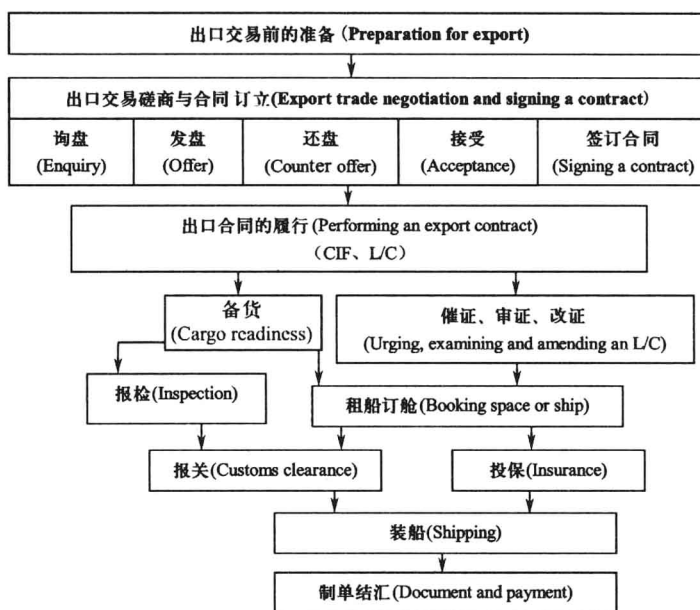 出口交易前的准备（Preparation for export)
出口交易磋商与合同订立(Export trade negotiation and signing a contract)
询盘
(Enquiry)
发盘
(Offer)
还盘
(Counter offer)
接受
(Acceptance)
签订合同
(Signing a contract)
出口合同的履行(Performing an export contract)
（CIF、L/C）
备货
(Cargo readiness)
催证、审证、改证
(Urging, examining and amending an L/C)
报检(Inspection)
租船订舱(Booking space or ship)
报关(Customs clearance)
投保(Insurance)
装船(Shipping)
制单结汇(Document and payment)